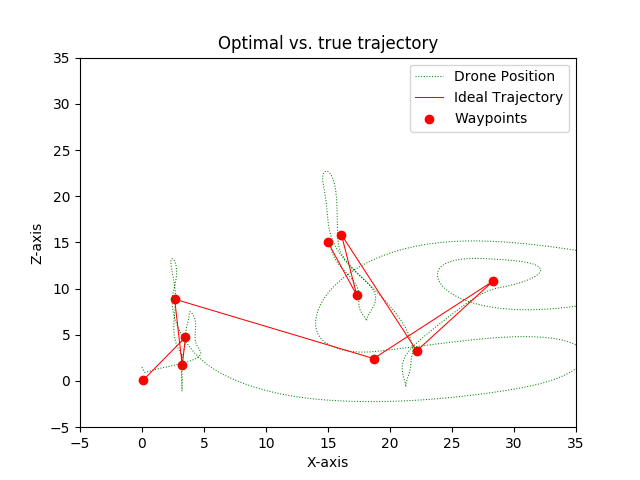 Optimal vs. true trajectory
Drone Position
Ideal Trajectory
Waypoints
35
30
25
20
15
10
5
0
−5
Z-axis
−5 0 5 10 15 20 25 30 35
X-axis